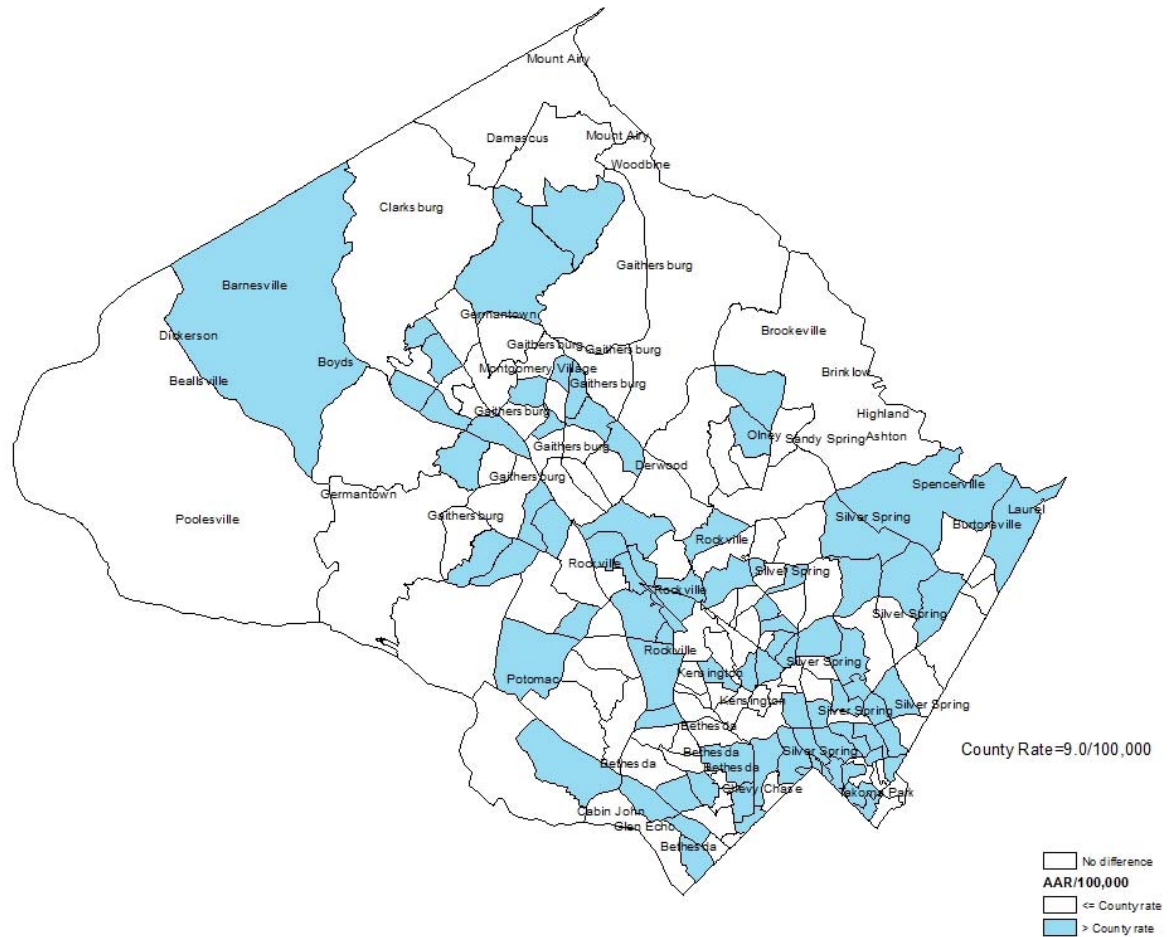 Mount Airy
Damascus
Mount Airy
Woodbine
Clarksburg
Gaithersburg
Barnesville
Germantown
Dickerson
Brookeville
Gaithersburg
Gaithersburg
Boyds
Montgomery Village
Brinklow
Beallsville
Gaithersburg
Gaithersburg
Highland
Olney
Sandy Spring
Ashton
Gaithersburg
Derwood
Gaithersburg
Spencerville
Germantown
Laurel
Poolesville
Gaithersburg
Silver Spring
Burtonsville
Rockville
Rockville
Silver Spring
Rockville
Silver Spring
Rockville
Silver Spring
Potomac
Kensington
Kensington
Silver Spring
Silver Spring
Bethesda
Bethesda
Silver Spring
County Rate=9.0/100,000
Bethesda
Bethesda
Chevy Chase
Takoma Park
Cabin John
Glen Echo
Bethesda
No difference
AAR/100,000
<= County rate
> County rate